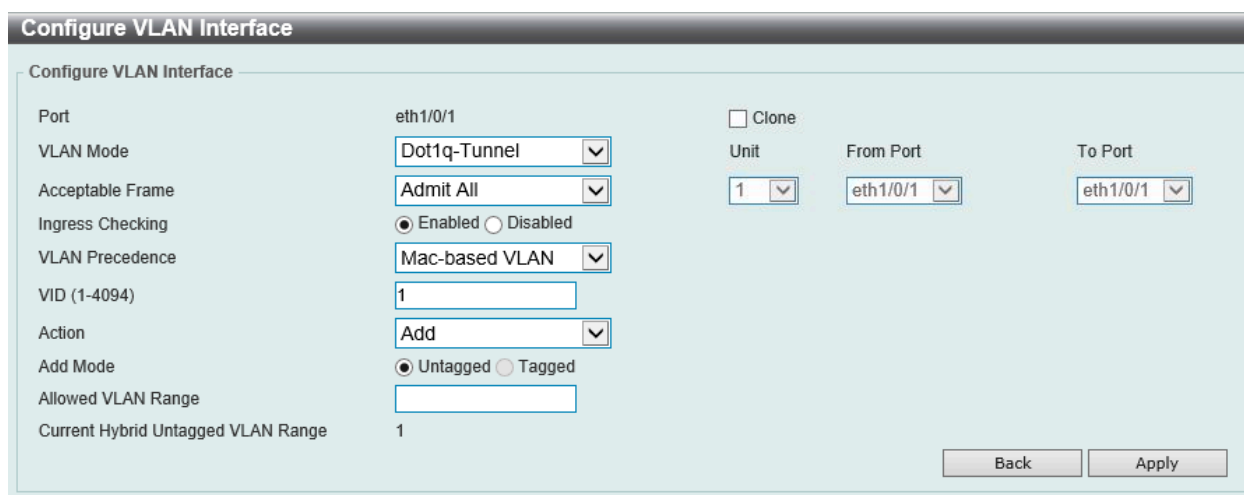 Configure VLAN Interface
Configure VLAN Interface
Port eth1/0/1 Clone
VLAN Mode Dot1q-Tunnel Unit From Port To Port
Acceptable Frame Admit All 1 eth1/0/1 eth1/0/1
Ingress Checking Enabled Disabled
VLAN Precedence Mac-based VLAN
VID (1-4094) 1
Action Add
Add Mode Untagged Tagged
Allowed VLAN Range
Current Hybrid Untagged VLAN Range 1
Back Apply